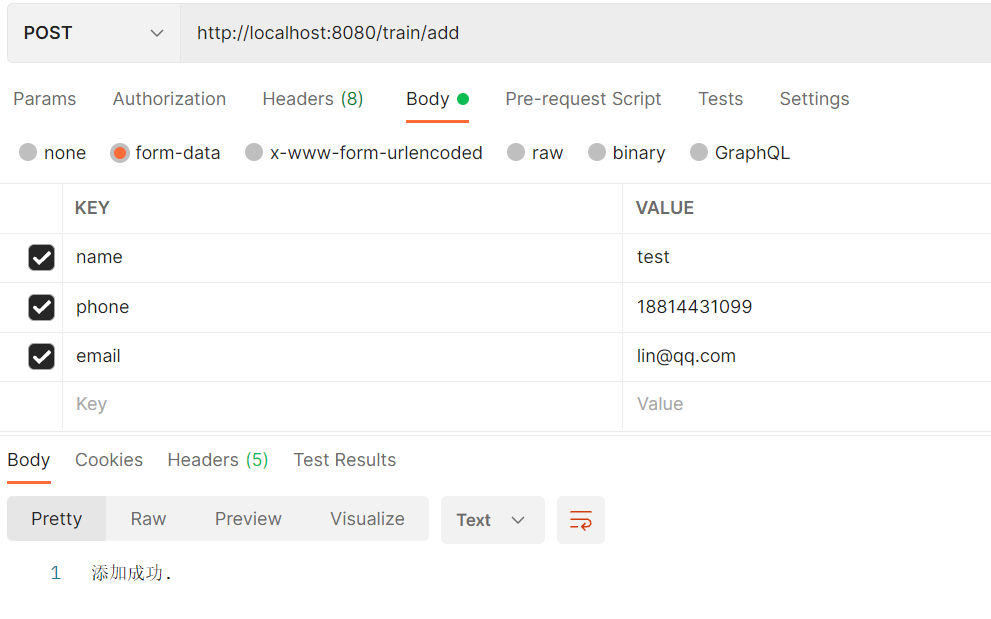 POST http://localhost:8080/train/add
Params Authorization Headers (8) Body Pre-request Script Tests Settings
none form-data x-www-form-urlencoded raw binary GraphQL
KEY VALUE
name test
phone 18814431099
email lin@qq.com
Key Value
Body Cookies Headers (5) Test Results
Pretty Raw Preview Visualize Text
1 添加成功.